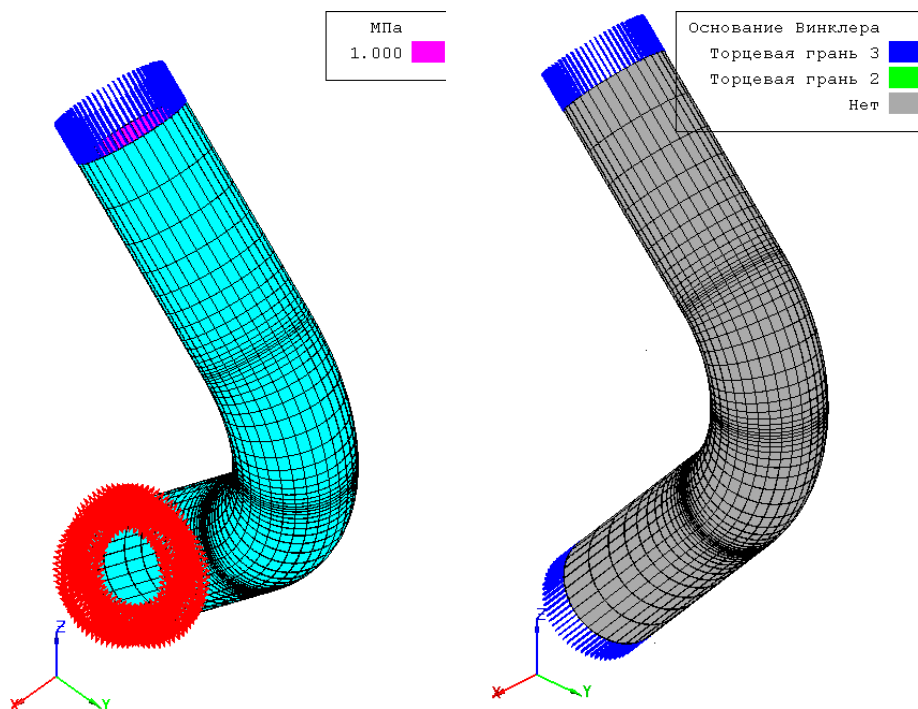 МПа
1.000
Z
X
Y
Основание Винклера
Торцевая грань 3
Торцевая грань 2
Нет
Z
X
Y